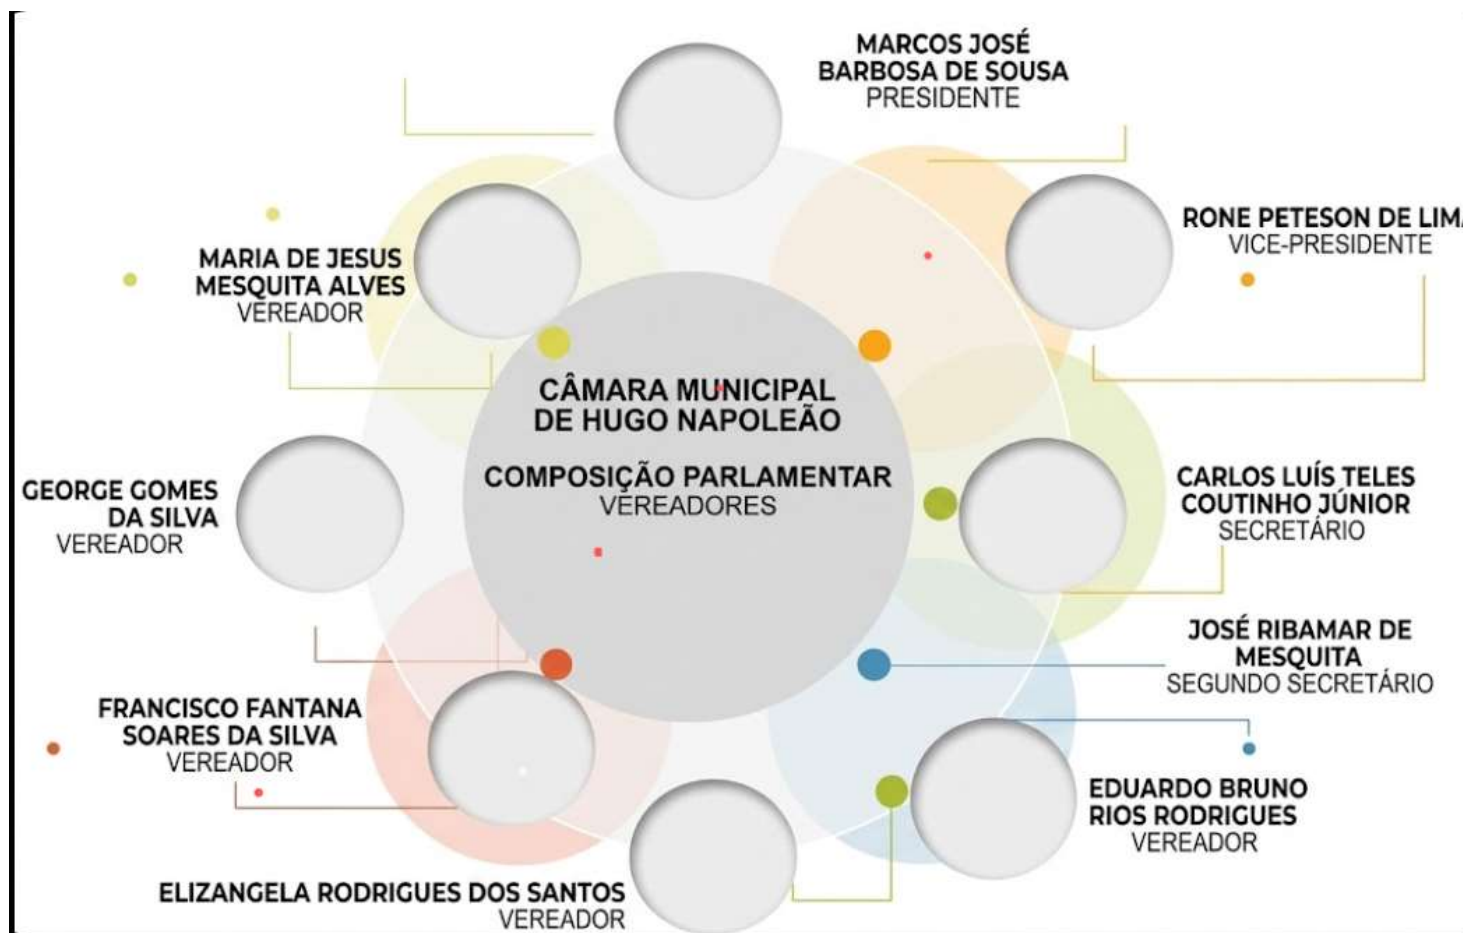 MARCOS JOSÉ
BARBOSA DE SOUSA
PRESIDENTE
RONE PETESON DE LIMA
VICE-PRESIDENTE
MARIA DE JESUS
MESQUITA ALVES
VEREADOR
CÂMARA MUNICIPAL
DE HUGO NAPOLEÃO
COMPOSIÇÃO PARLAMENTAR
VEREADORES
GEORGE GOMES
DA SILVA
VEREADOR
CARLOS LUÍS TELES
COUTINHO JÚNIOR
SECRETÁRIO
JOSÉ RIBAMAR DE
MESQUITA
SEGUNDO SECRETÁRIO
FRANCISCO FANTANA
SOARES DA SILVA
VEREADOR
EDUARDO BRUNO
RIOS RODRIGUES
VEREADOR
ELIZANGELA RODRIGUES DOS SANTOS
VEREADOR